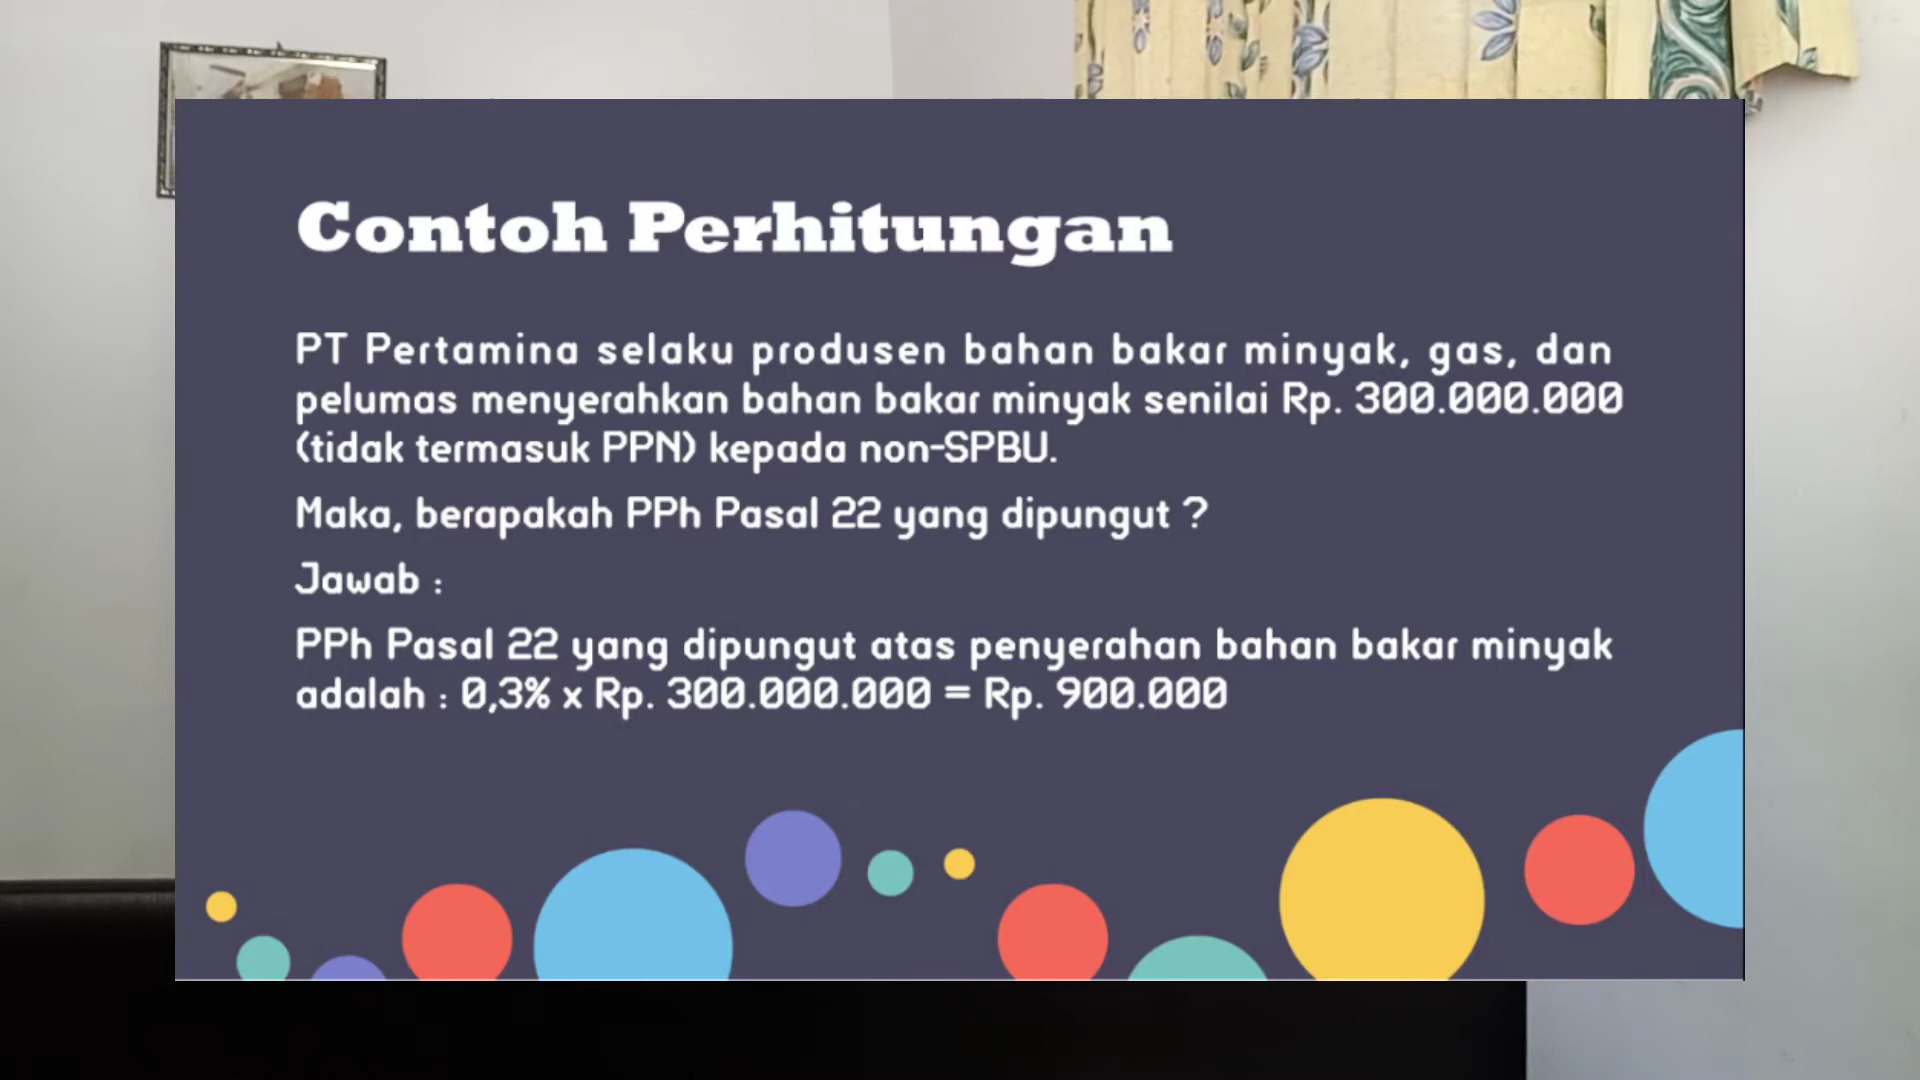 Contoh Perhitungan
PT Pertamina selaku produsen bahan bakar minyak, gas, dan
pelumas menyerahkan bahan bakar minyak senilai Rp. 300.000.000
(tidak termasuk PPN) kepada non-SPBU.
Maka, berapakah PPh Pasal 22 yang dipungut ?
Jawab :
PPh Pasal 22 yang dipungut atas penyerahan bahan bakar minyak
adalah : 0,3% x Rp. 300.000.000 = Rp. 900.000